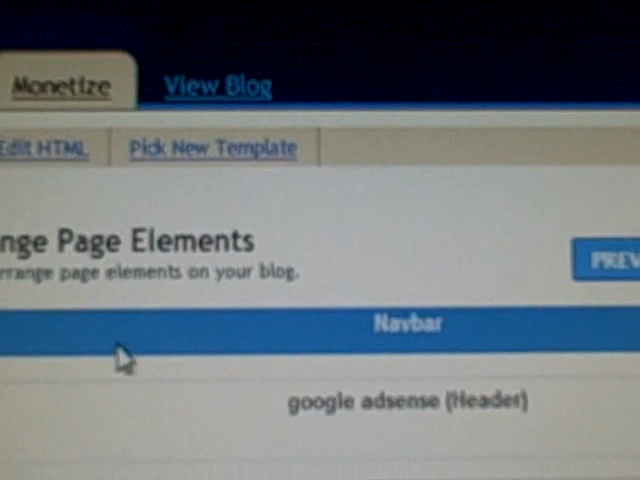 Monetize View Blog
Edit HTML Pick New Template
nge Page Elements
rrange page elements on your blog.
PREV
Navbar
google adsense (Header)